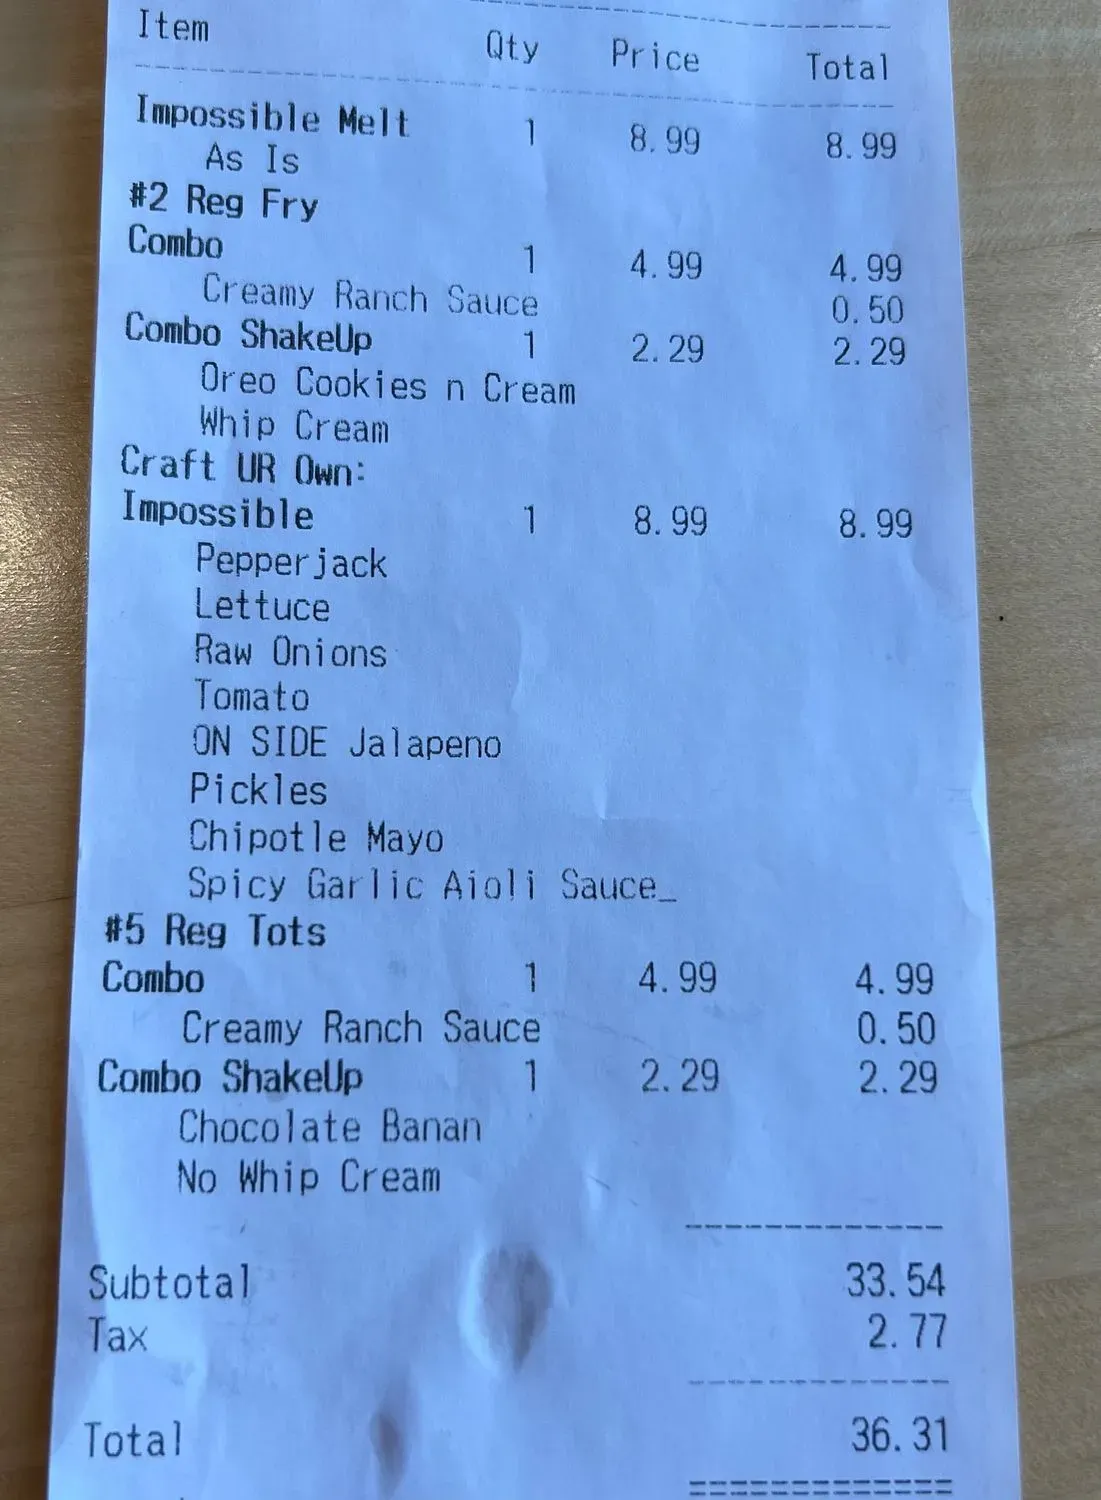 Item Qty Price Total
Impossible Melt 1 8.99 8.99
As Is
#2 Reg Fry
Combo 1 4.99 4.99
Creamy Ranch Sauce 0.50
Combo ShakeUp 1 2.29 2.29
Oreo Cookies n Cream
Whip Cream
Craft UR Own:
Impossible 1 8.99 8.99
Pepperjack
Lettuce
Raw Onions
Tomato
ON SIDE Jalapeno
Pickles
Chipotle Mayo
Spicy Garlic Aioli Sauce_
#5 Reg Tots
Combo 1 4.99 4.99
Creamy Ranch Sauce 0.50
Combo ShakeUp 1 2.29 2.29
Chocolate Banan
No Whip Cream
Subtotal 33.54
Tax 2.77
Total 36.31